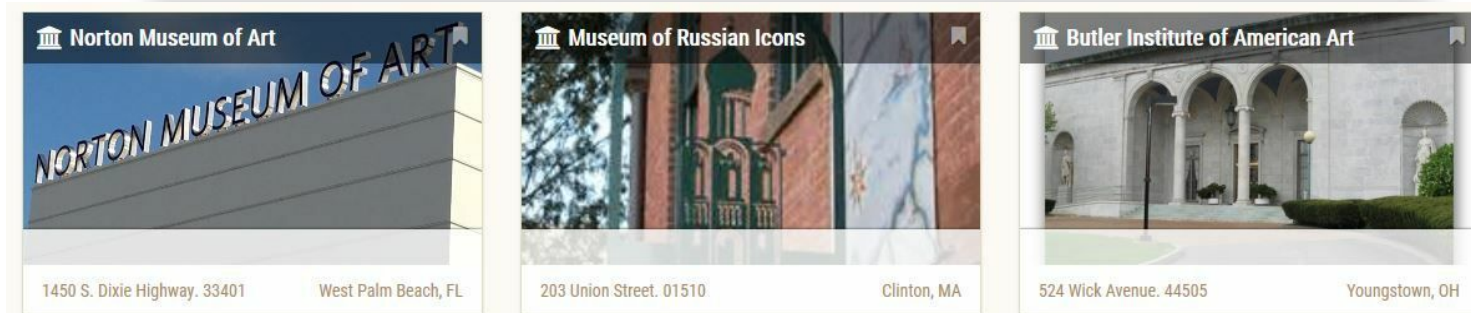 Norton Museum of Art
NORTON MUSEUM OF ART
1450 S. Dixie Highway. 33401 West Palm Beach, FL
Museum of Russian Icons
203 Union Street. 01510 Clinton, MA
Butler Institute of American Art
524 Wick Avenue. 44505 Youngstown, OH